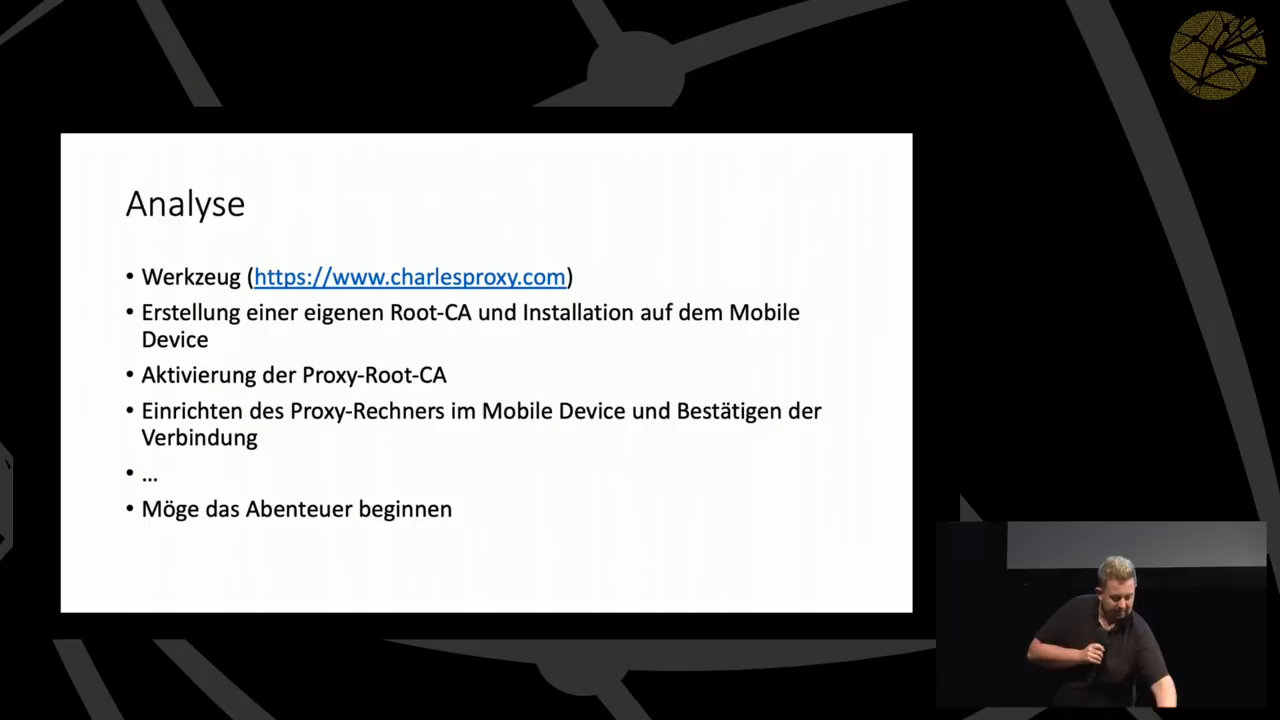 Analyse
• Werkzeug (https://www.charlesproxy.com)
• Erstellung einer eigenen Root-CA und Installation auf dem Mobile
Device
• Aktivierung der Proxy-Root-CA
• Einrichten des Proxy-Rechners im Mobile Device und Bestätigen der
Verbindung
• ...
• Möge das Abenteuer beginnen